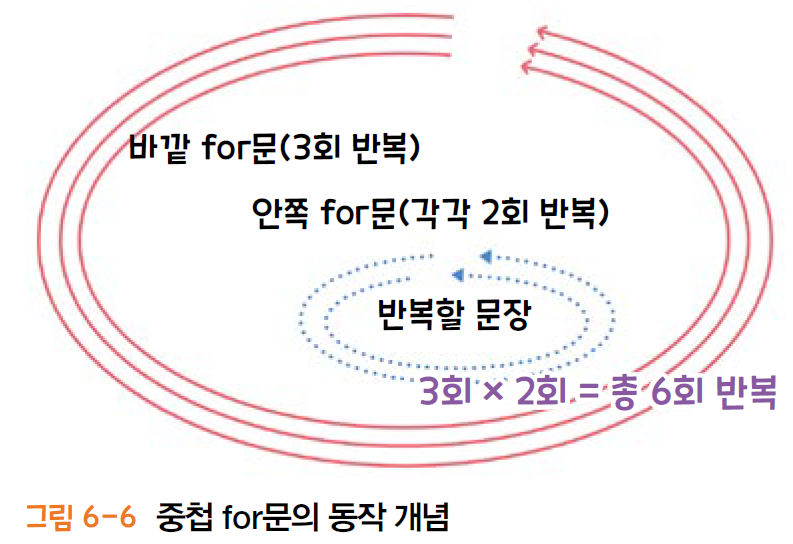 바깥 for문(3회 반복)
안쪽 for문(각각 2회 반복)
반복할 문장
3회 × 2회 = 총 6회 반복
그림 6-6 중첩 for문의 동작 개념